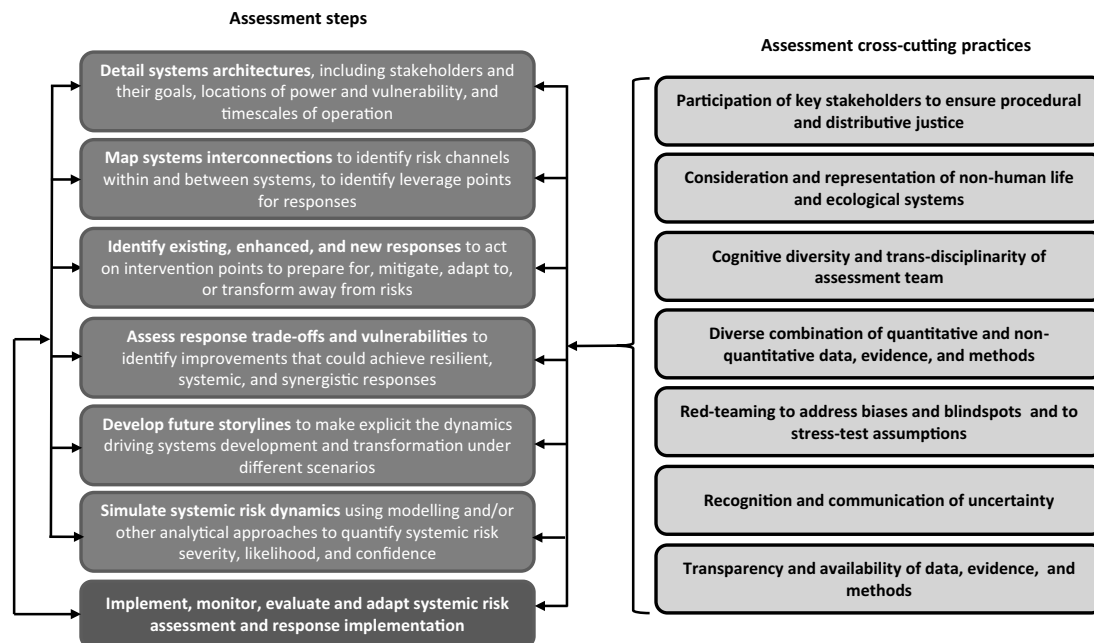 Assessment steps
Detail systems architectures, including stakeholders and
their goals, locations of power and vulnerability, and
timescales of operation
Map systems interconnections to identify risk channels
within and between systems, to identify leverage points
for responses
Identify existing, enhanced, and new responses to act
on intervention points to prepare for, mitigate, adapt to,
or transform away from risks
Assess response trade-offs and vulnerabilities to
identify improvements that could achieve resilient,
systemic, and synergistic responses
Develop future storylines to make explicit the dynamics
driving systems development and transformation under
different scenarios
Simulate systemic risk dynamics using modelling and/or
other analytical approaches to quantify systemic risk
severity, likelihood, and confidence
Implement, monitor, evaluate and adapt systemic risk
assessment and response implementation
Assessment cross-cutting practices
Participation of key stakeholders to ensure procedural
and distributive justice
Consideration and representation of non-human life
and ecological systems
Cognitive diversity and trans-disciplinarity of
assessment team
Diverse combination of quantitative and non-
quantitative data, evidence, and methods
Red-teaming to address biases and blindspots and to
stress-test assumptions
Recognition and communication of uncertainty
Transparency and availability of data, evidence, and
methods